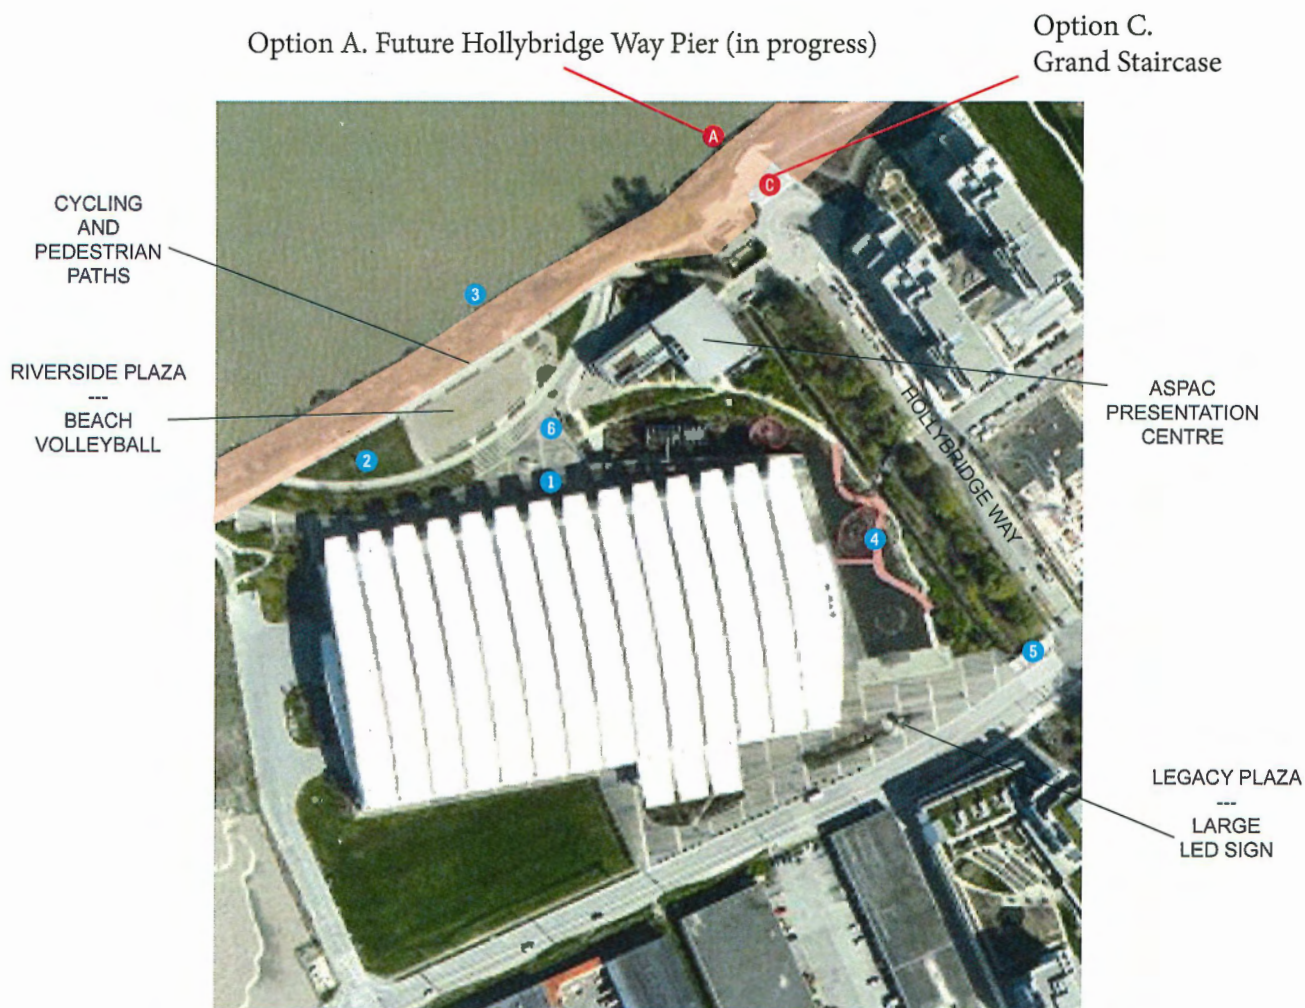 Option A. Future Hollybridge Way Pier (in progress)
Option C.
Grand Staircase
A
C
CYCLING
AND
PEDESTRIAN
PATHS
3
RIVERSIDE PLAZA
---
BEACH
VOLLEYBALL
ASPAC
PRESENTATION
CENTRE
HOLLYBRIDGE WAY
6
2
1
4
5
LEGACY PLAZA
---
LARGE
LED SIGN